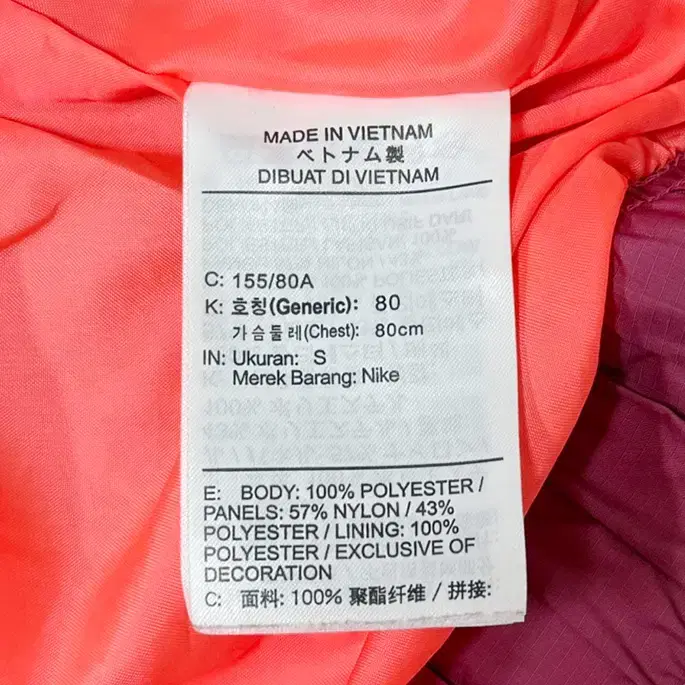 MADE IN VIETNAM
ベトナム製
DIBUAT DI VIETNAM
C: 155/80A
K: 호칭(Generic): 80
가슴둘레(Chest): 80cm
IN: Ukuran: S
Merek Barang: Nike
E: BODY: 100% POLYESTER /
PANELS: 57% NYLON / 43%
POLYESTER / LINING: 100%
POLYESTER / EXCLUSIVE OF
DECORATION
C: 面料: 100% 聚酯纤维 / 拼接: